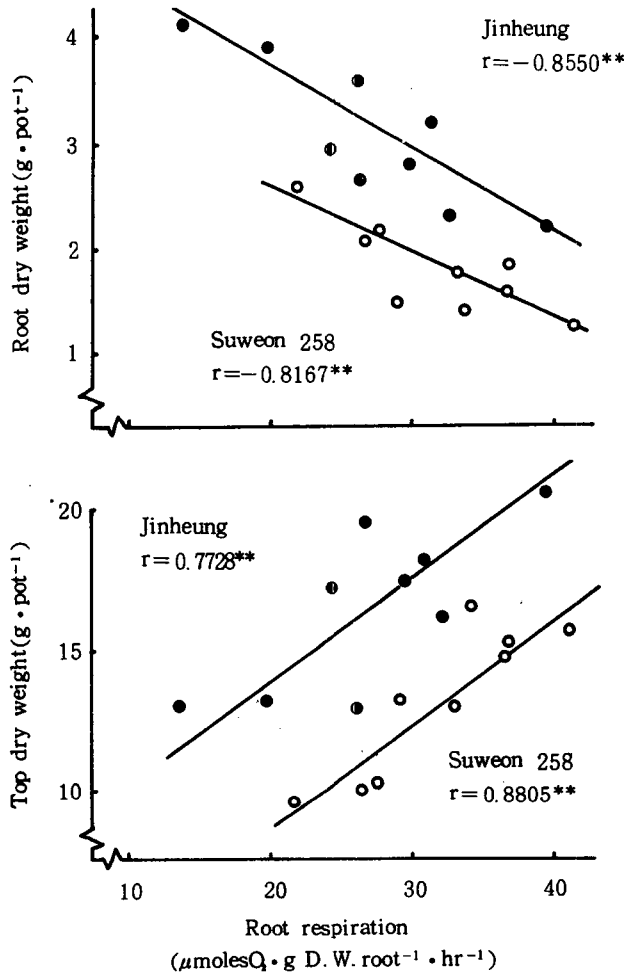 Jinheung
r=-0.8550**
Root dry weight(g・pot⁻¹)
4
3
2
1
Suweon 258
r=-0.8167**
Jinheung
r=0.7728**
Top dry weight(g・pot⁻¹)
20
15
10
Suweon 258
r=0.8805**
10 20 30 40
Root respiration
(μmolesO₂・g D.W. root⁻¹・hr⁻¹)